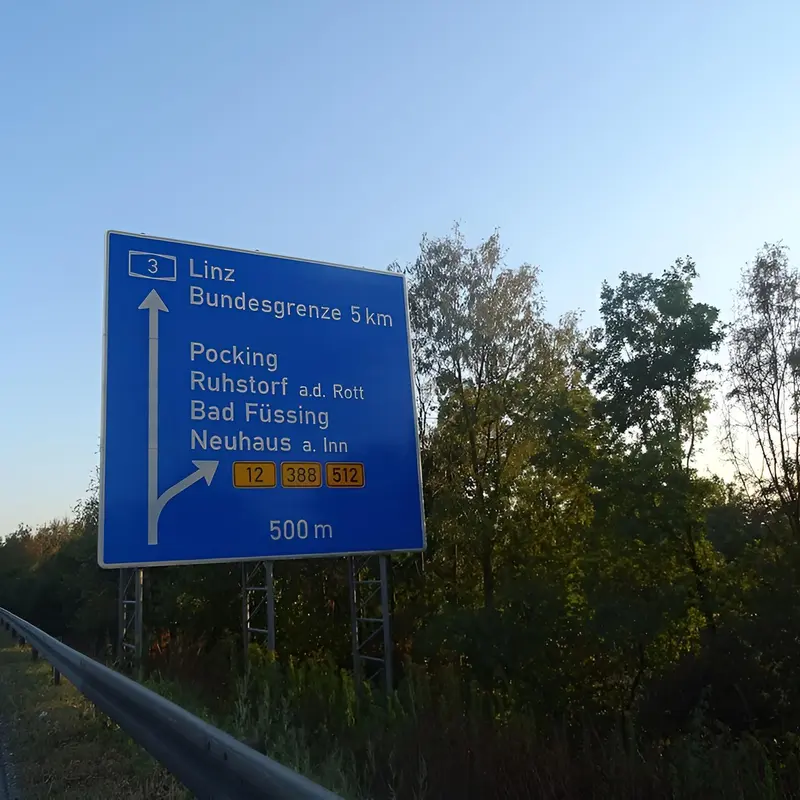 3
Linz
Bundesgrenze 5 km
Pocking
Ruhstorf a.d. Rott
Bad Füssing
Neuhaus a. Inn
12 388 512
500 m